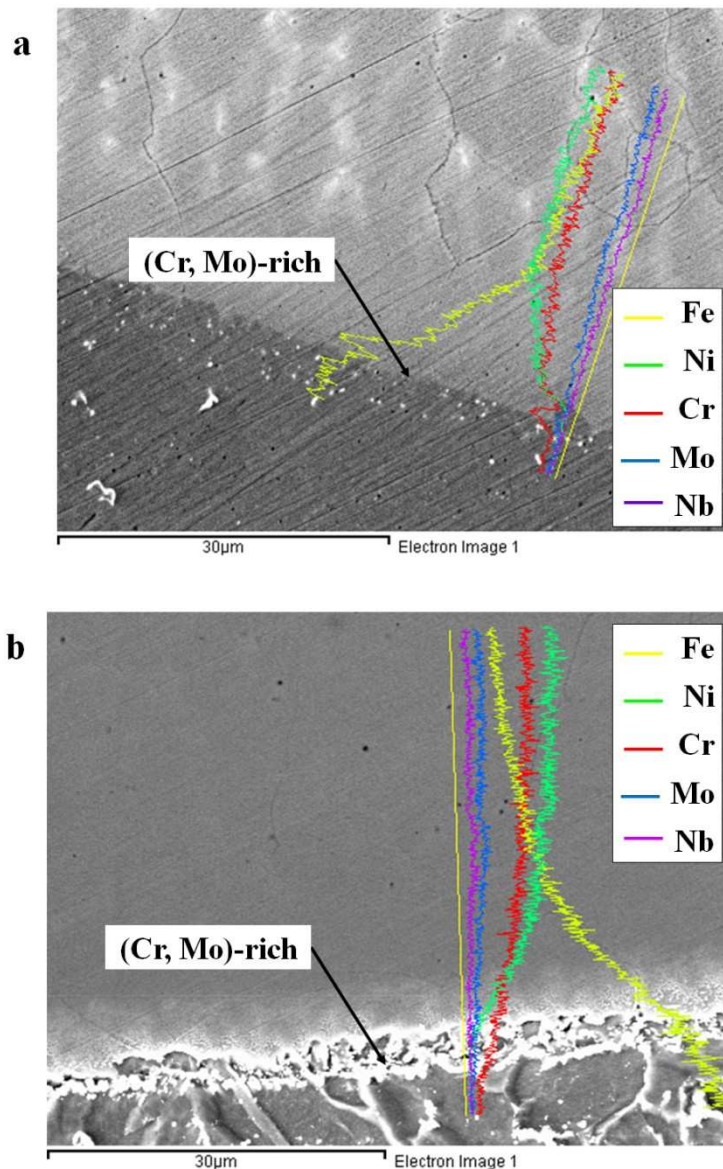 a
(Cr, Mo)-rich
Fe
Ni
Cr
Mo
Nb
30μm
Electron Image 1
b
(Cr, Mo)-rich
Fe
Ni
Cr
Mo
Nb
30μm
Electron Image 1